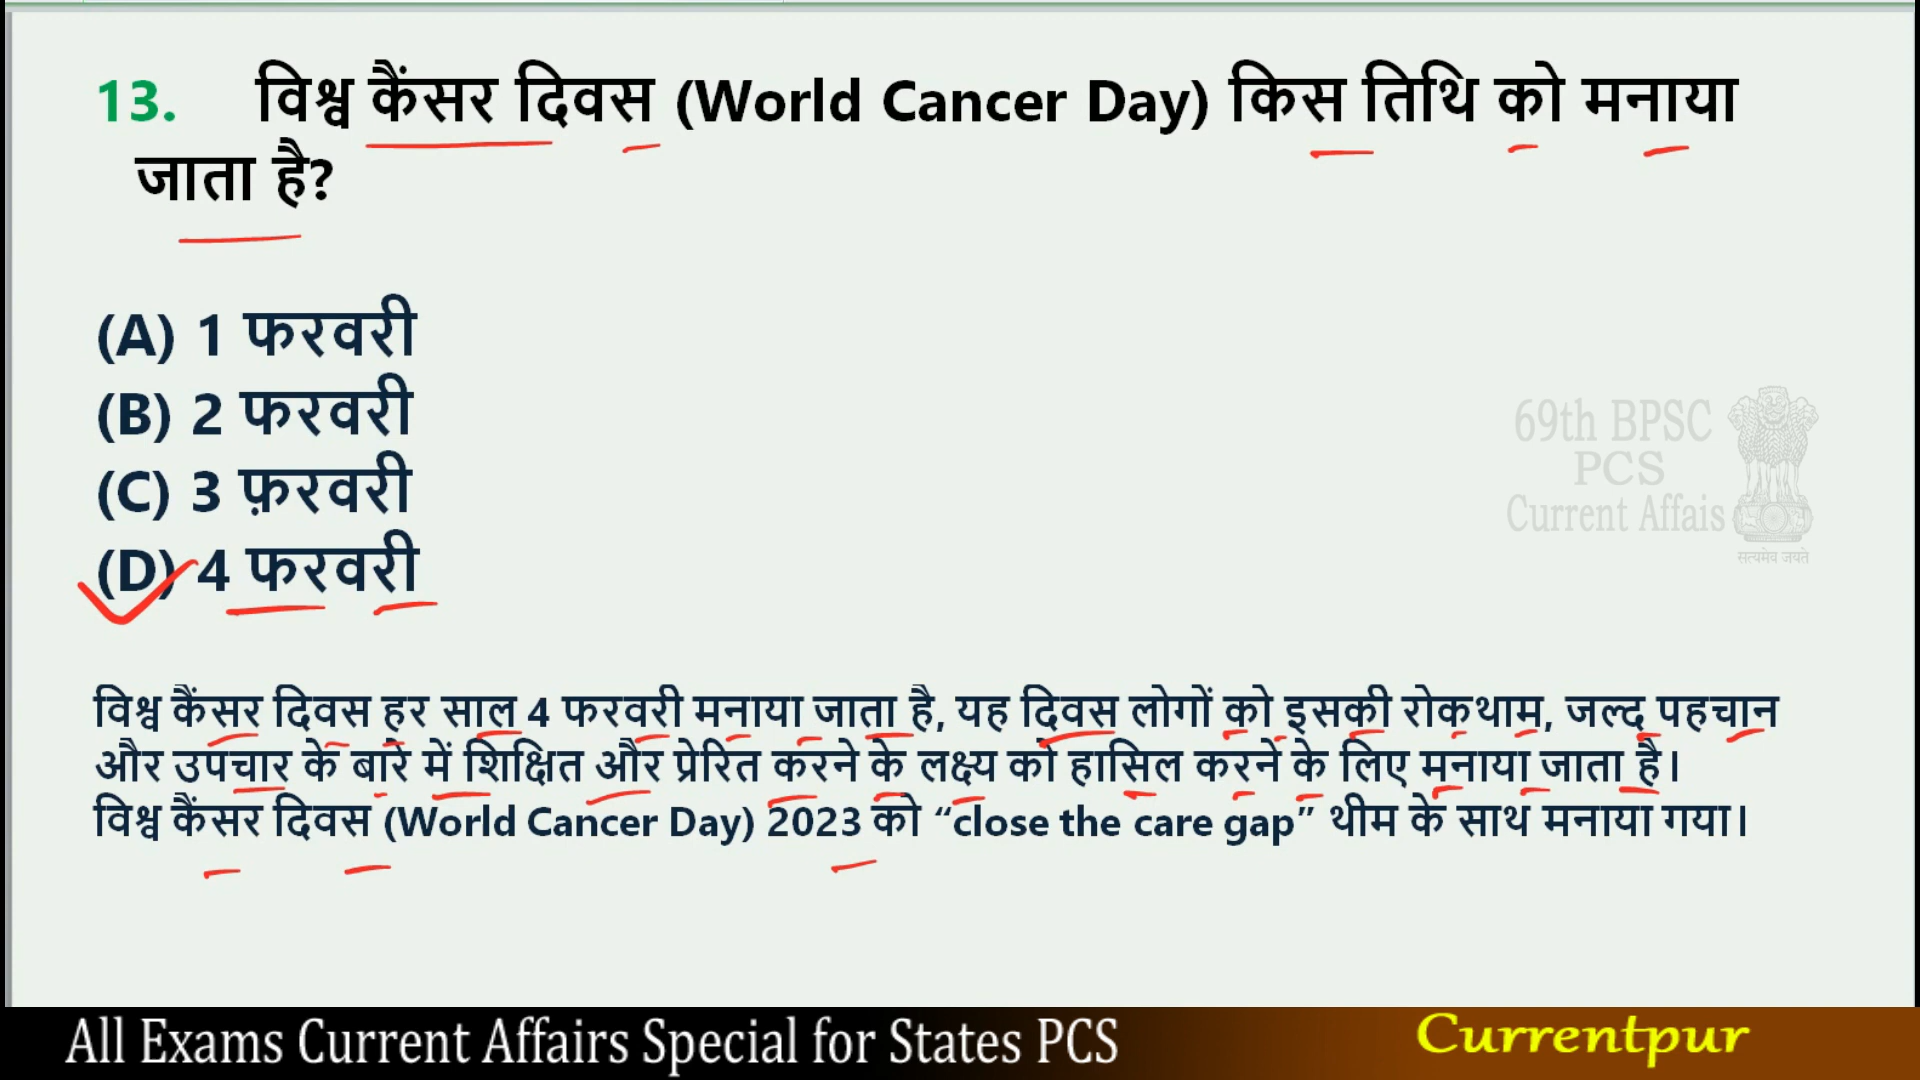 13. विश्व कैंसर दिवस (World Cancer Day) किस तिथि को मनाया
जाता है?
(A) 1 फरवरी
(B) 2 फरवरी
(C) 3 फ़रवरी
(D) 4 फरवरी
69th BPSC
PCS
Current Affais
सत्यमेव जयते
विश्व कैंसर दिवस हर साल 4 फरवरी मनाया जाता है, यह दिवस लोगों को इसकी रोकथाम, जल्द पहचान
और उपचार के बारे में शिक्षित और प्रेरित करने के लक्ष्य को हासिल करने के लिए मनाया जाता है।
विश्व कैंसर दिवस (World Cancer Day) 2023 को “close the care gap” थीम के साथ मनाया गया।
All Exams Current Affairs Special for States PCS
Currentpur